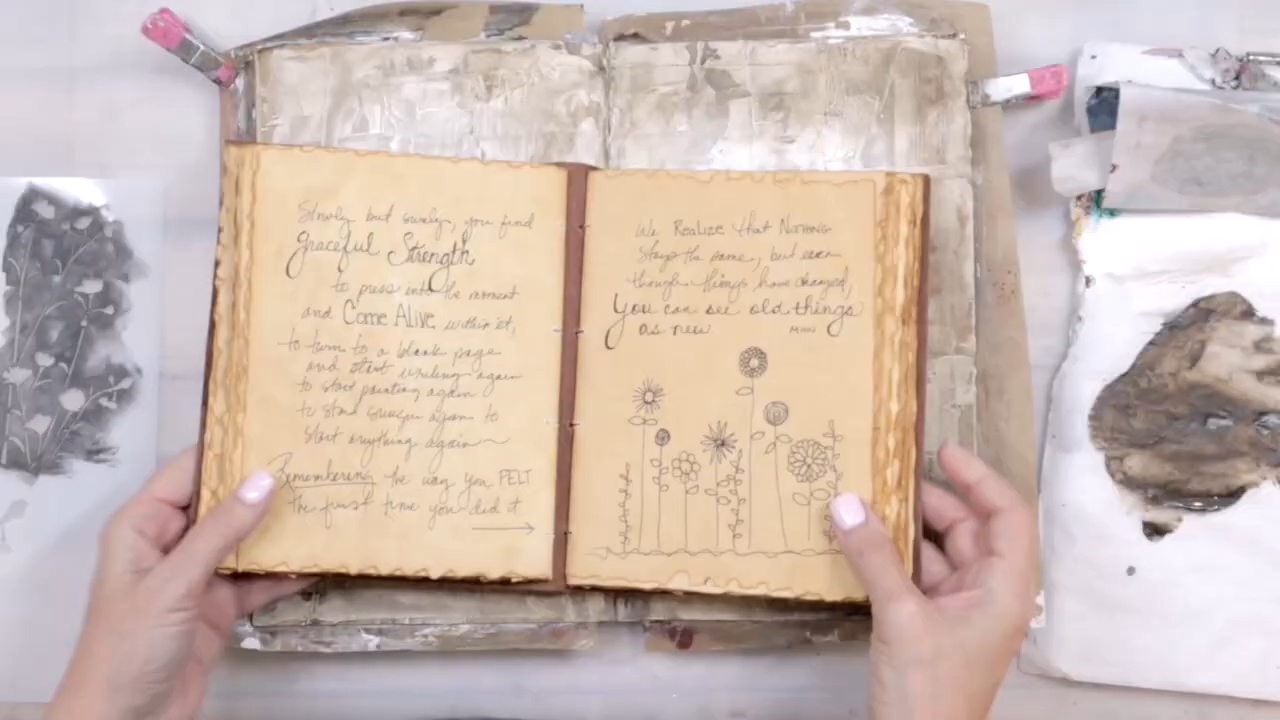 Slowly but surely, you find
graceful Strength
to press into the moment
and Come Alive within it,
to turn to a blank page
and start writing again
to start painting again
to start again to
start anything again
Remembering the way you FELT
the first time you did it
We Realize that Nothing
stays the same, but even
though things have changed,
you can see old things
as new